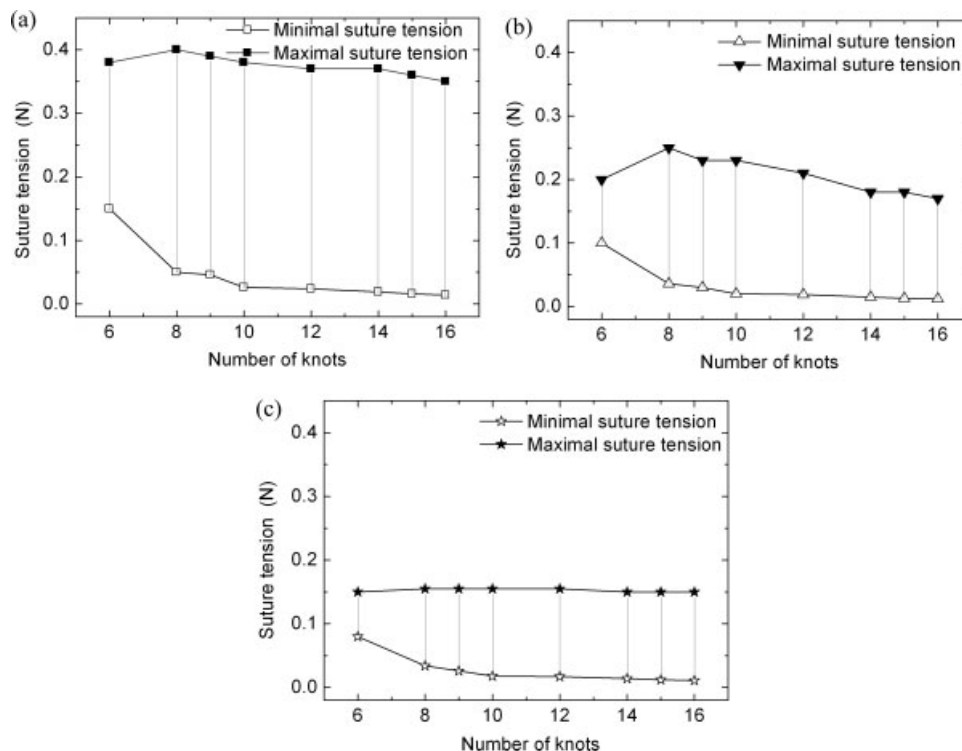 (a)
Minimal suture tension
Maximal suture tension
0.4
0.3
0.2
0.1
0.0
Suture tension (N)
6 8 10 12 14 16
Number of knots
(b)
Minimal suture tension
Maximal suture tension
0.4
0.3
0.2
0.1
0.0
Suture tension (N)
6 8 10 12 14 16
Number of knots
(c)
Minimal suture tension
Maximal suture tension
0.4
0.3
0.2
0.1
0.0
Suture tension (N)
6 8 10 12 14 16
Number of knots